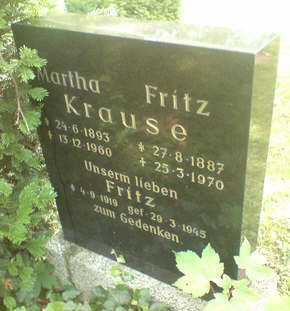 Martha Fritz
Krause
* 24·6·1893 * 27·8·1887
+ 13·12·1960 + 25·3·1970
Unserm lieben
Fritz
* 4·9·1919 gef. 29·3·1945
zum Gedenken.